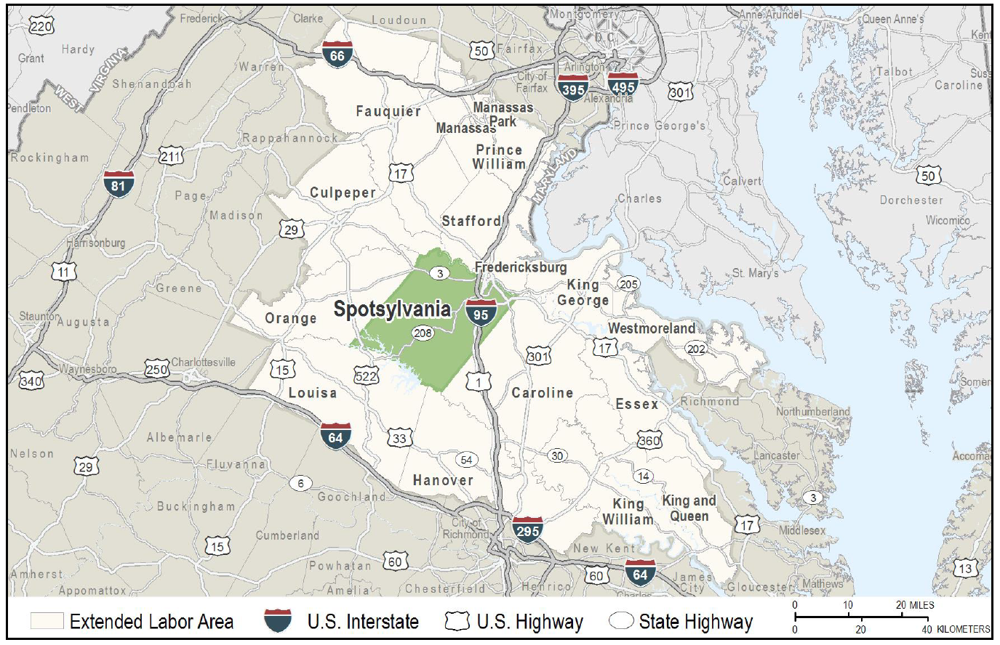 Frederick
Clarke
Loudoun
Montgomery
Anne Arundel
Queen Anne's
220
Hardy
Grant
66
50
Fairfax
D C
Kent
WEST VIRGINIA
Warren
Shenandoah
City of
Fairfax
Arlington
395
495
Alexandria
301
Talbot
Caroline
Pendleton
Fauquier
Manassas
Park
Manassas
Prince George's
Rappahannock
Rockingham
211
Prince
William
MARYLAND
81
17
Calvert
50
Page
Culpeper
Charles
Dorchester
Madison
Stafford
Wicomico
29
Harrisonburg
11
3
Fredericksburg
St. Mary's
Greene
King
George
205
Spotsylvania
95
Staunton
Augusta
Orange
208
Westmoreland
202
17
301
Waynesboro
250
Charlottesville
15
522
1
340
Louisa
Caroline
Essex
Richmond
Northumberland
64
Albemarle
33
360
Nelson
29
Fluvanna
54
30
Lancaster
6
Hanover
14
Goochland
3
Buckingham
King
William
King and
Queen
City of
Richmond
295
17
Middlesex
Cumberland
15
New Kent
Powhatan
60
60
64
13
Amherst
Appomattox
Amelia
Chesterfield
Henrico
James
City
Gloucester
Mathews
Charles
Extended Labor Area
U.S. Interstate
U.S. Highway
State Highway
0 10 20 MILES
0 20 40 KILOMETERS